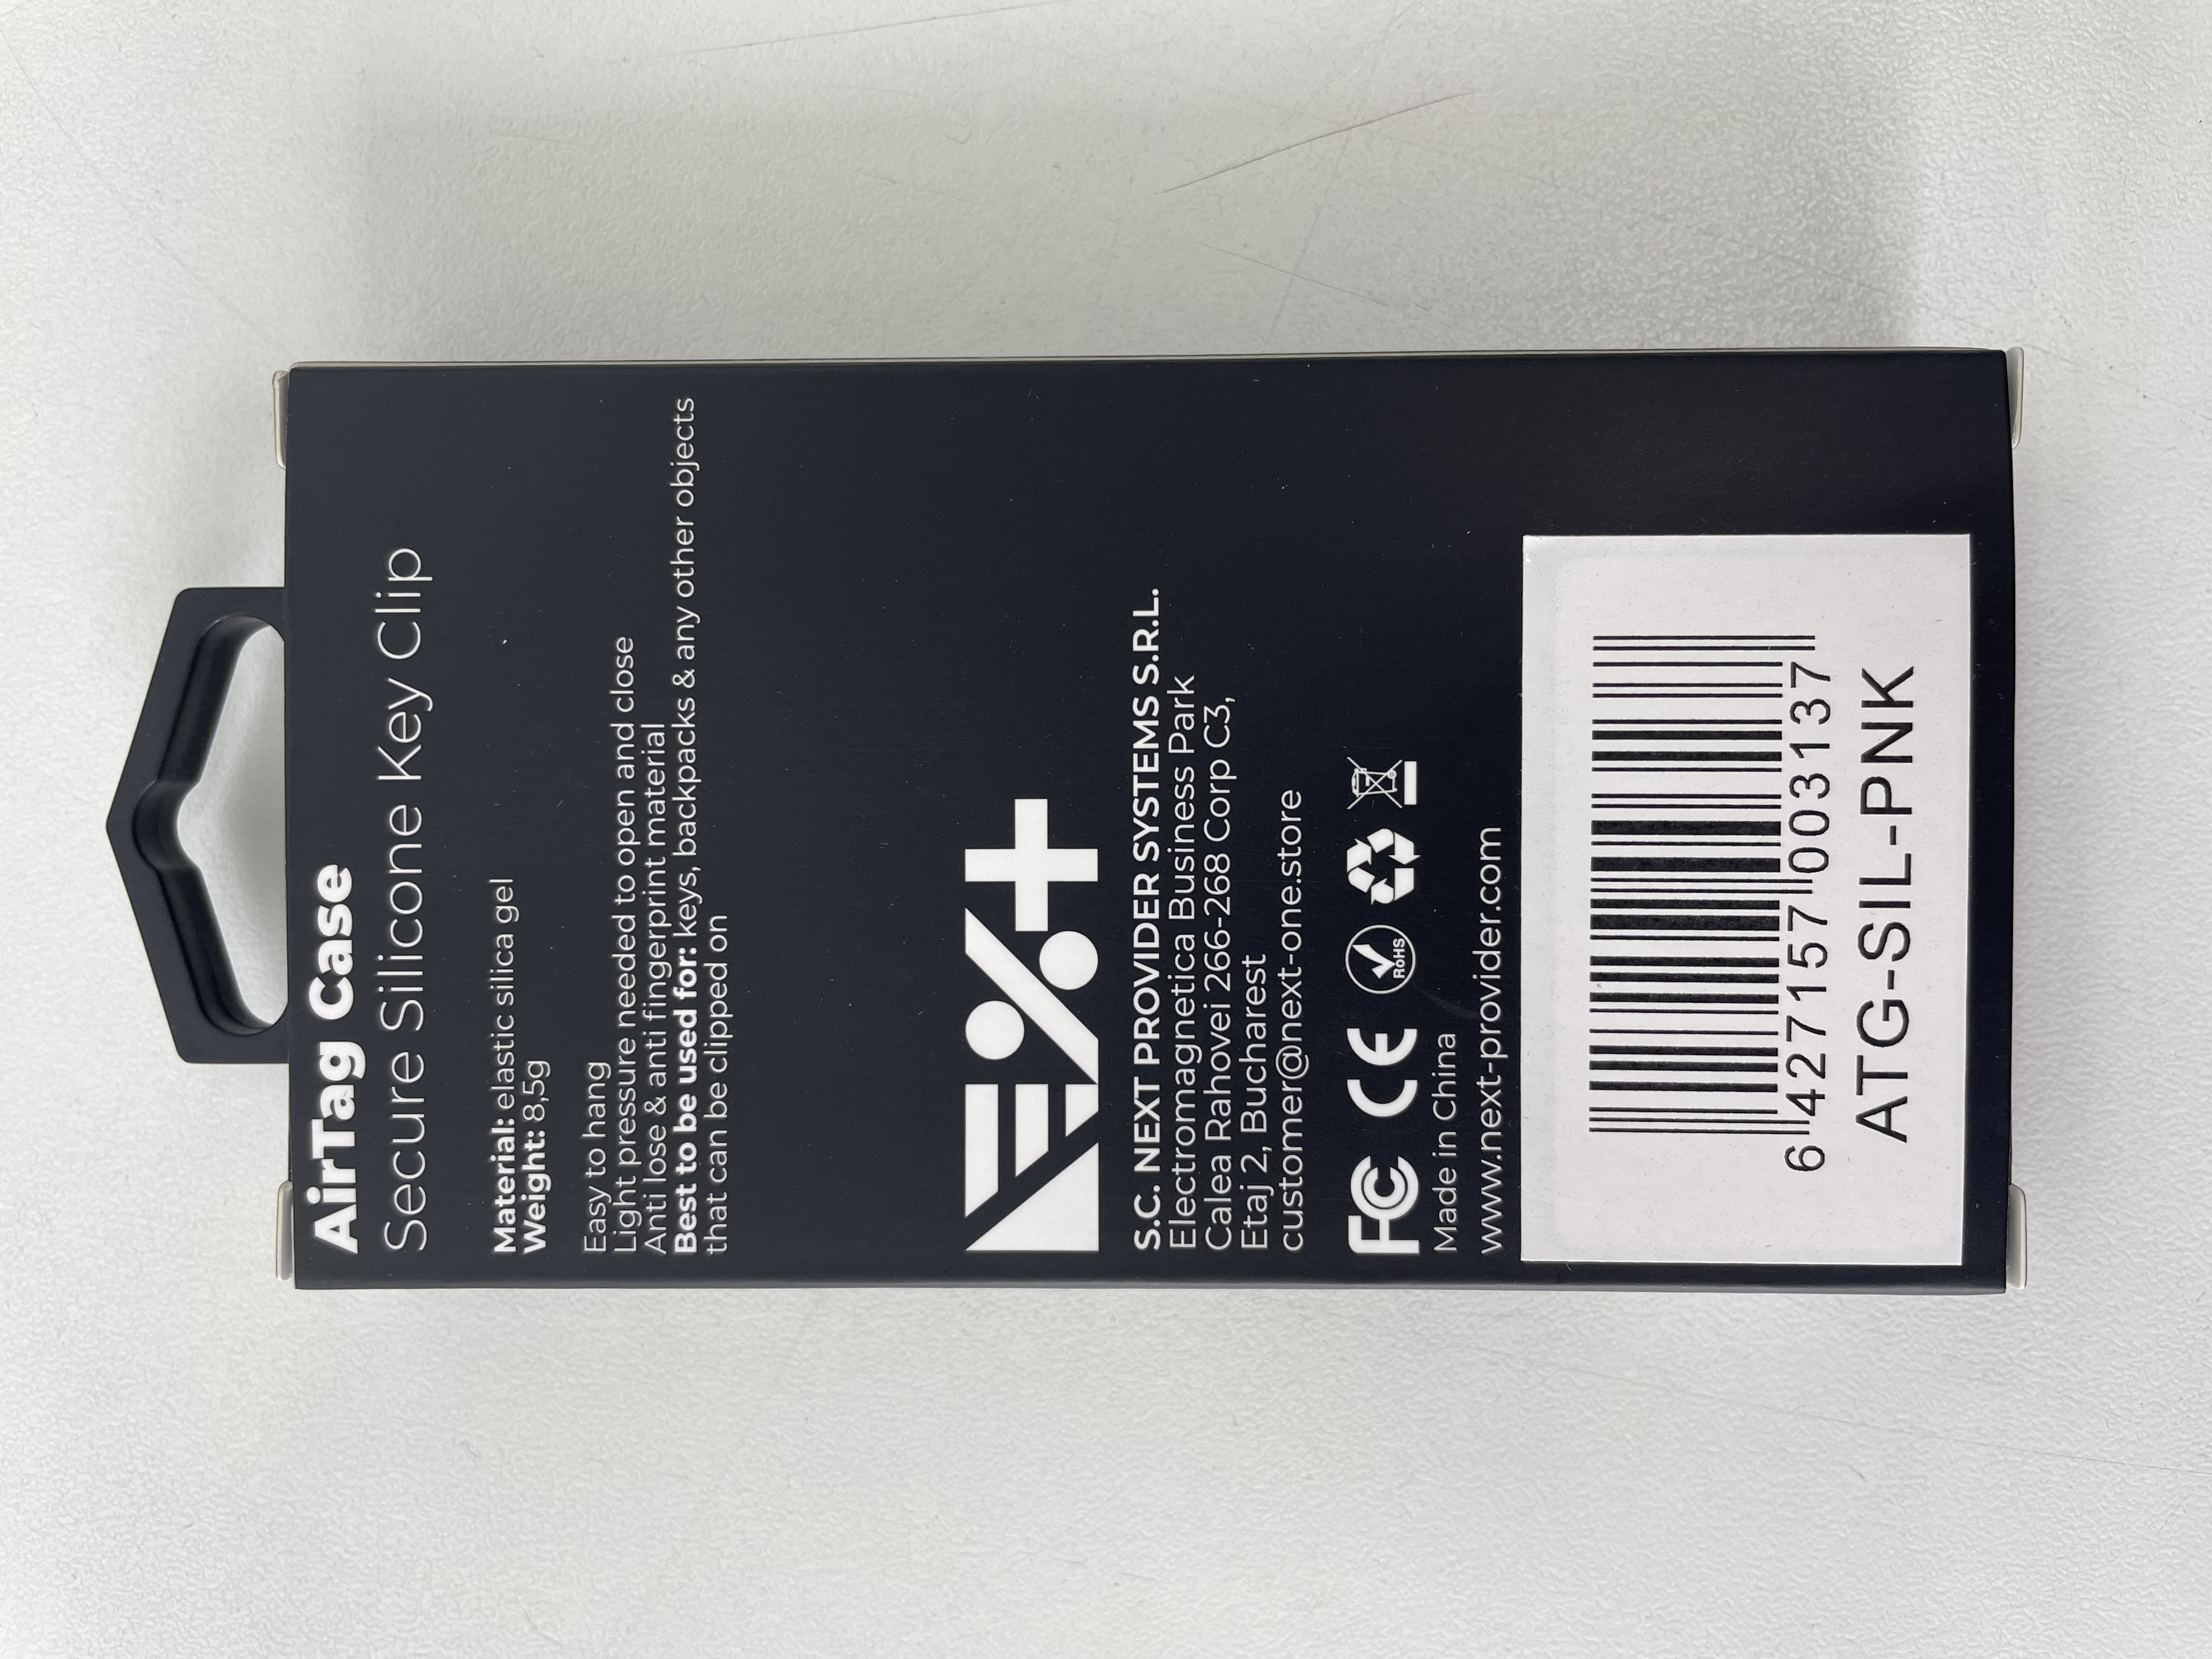 AirTag Case
Secure Silicone Key Clip
Material: elastic silica gel
Weight: 8,5g
Easy to hang
Light pressure needed to open and close
Anti lose & anti fingerprint material
Best to be used for: keys, backpacks & any other objects
that can be clipped on
S.C. NEXT PROVIDER SYSTEMS S.R.L.
Electromagnetica Business Park
Calea Rahovei 266-268 Corp C3,
Etaj 2, Bucharest
customer@next-one.store
FC CE RoHS
Made in China
www.next-provider.com
6 427157 003137
ATG-SIL-PNK